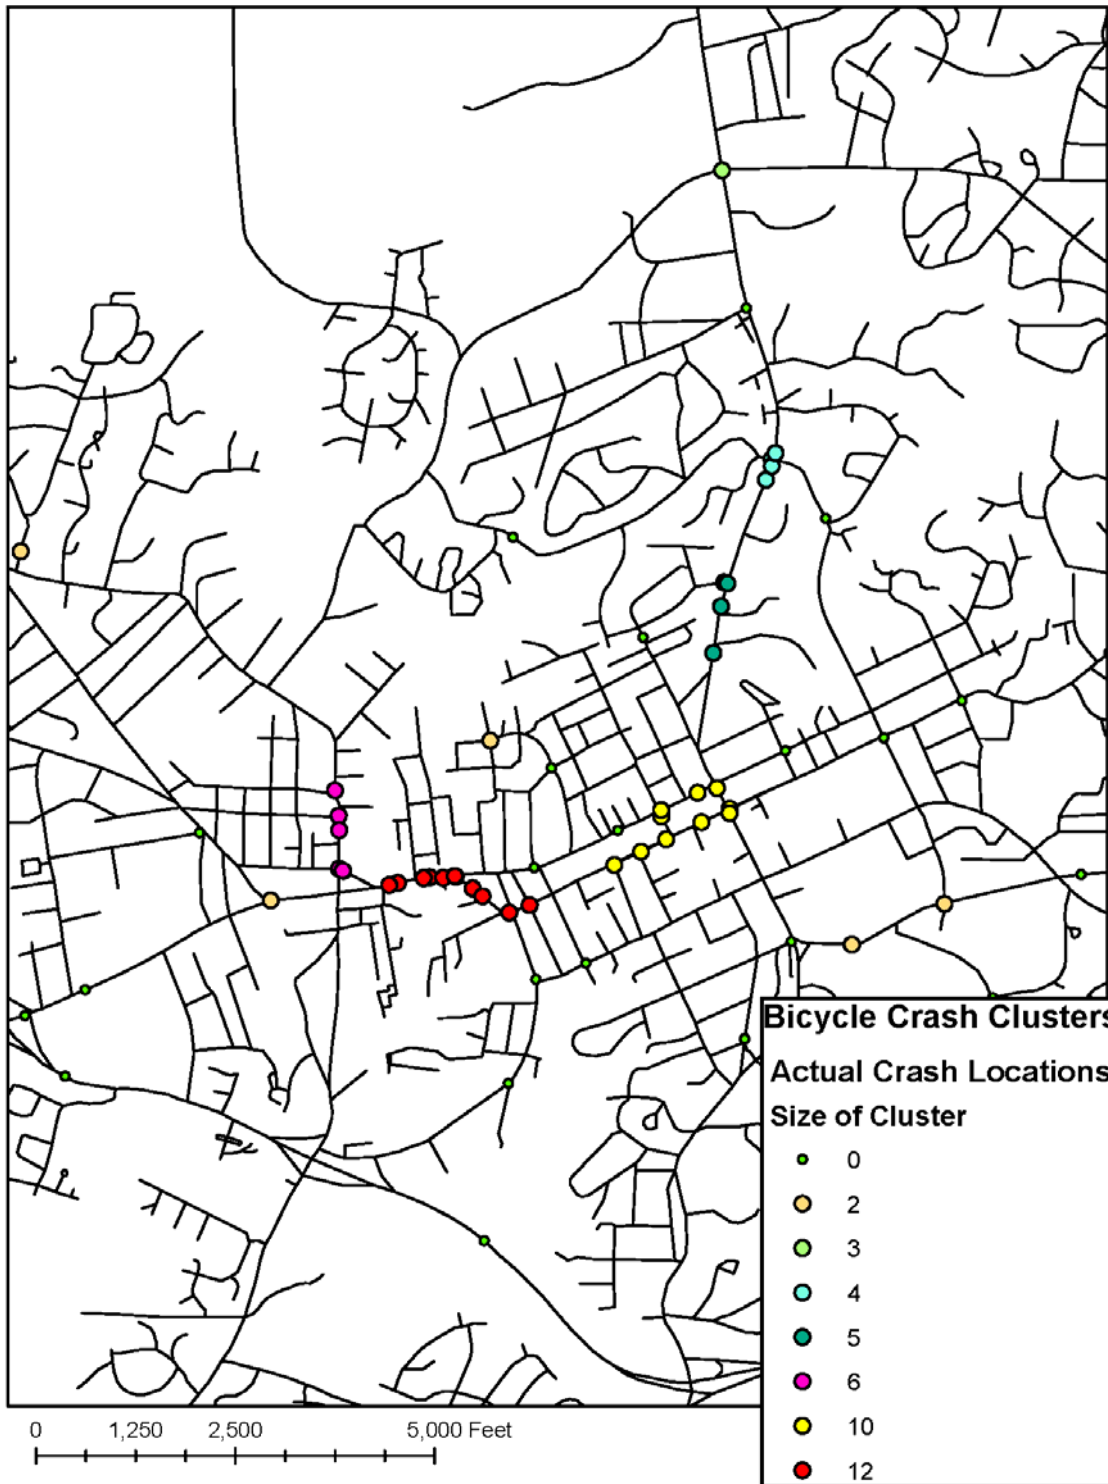 Bicycle Crash Clusters
Actual Crash Locations
Size of Cluster
0
2
3
4
5
6
10
12
0 1,250 2,500 5,000 Feet